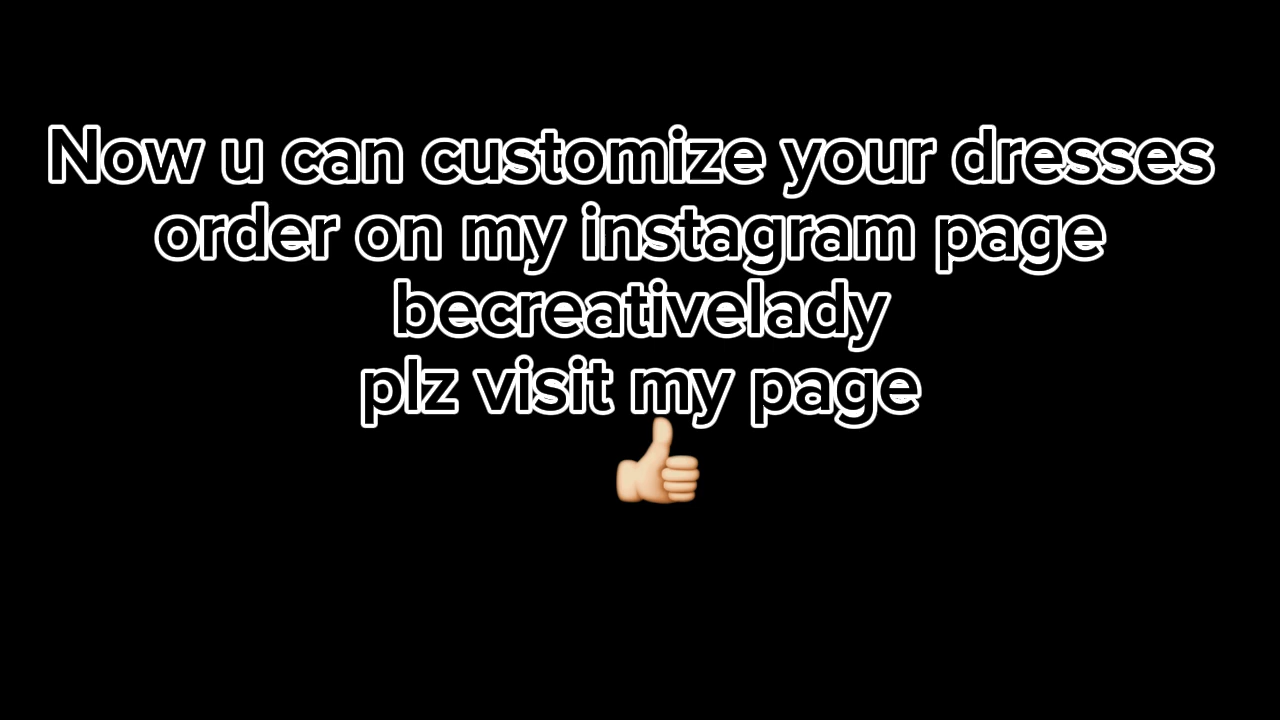 Now u can customize your dresses
order on my instagram page
becreativelady
plz visit my page
👍🏻